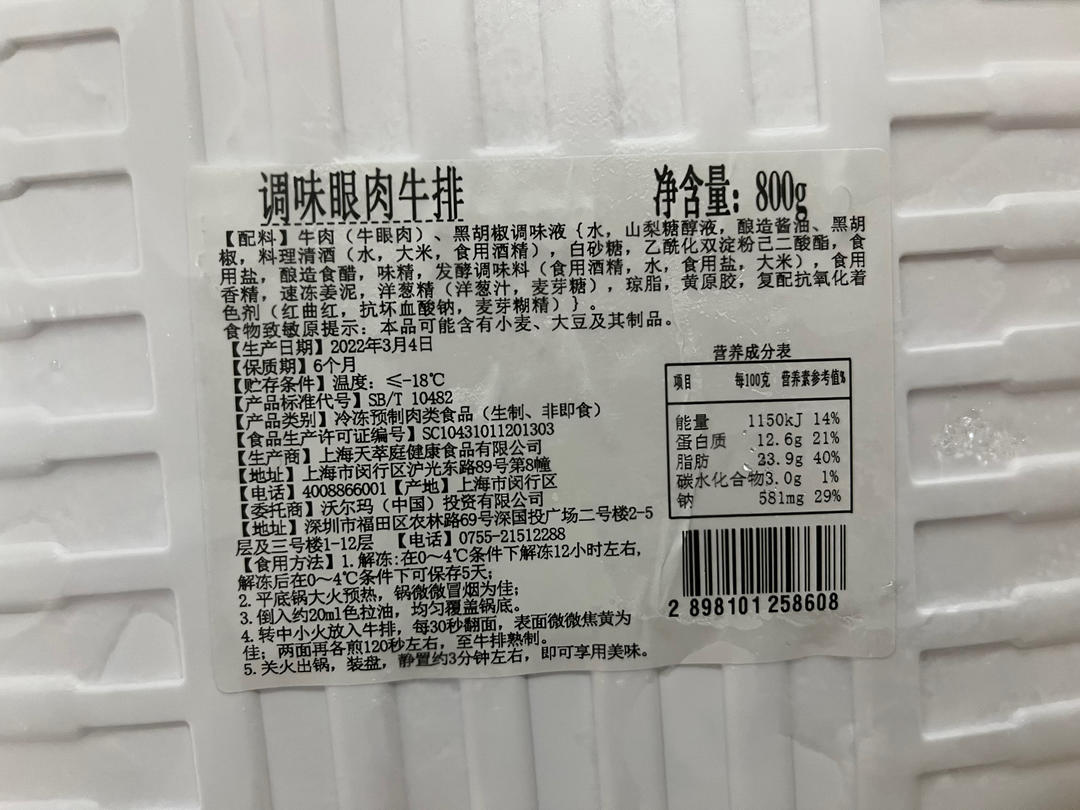 调味眼肉牛排 净含量: 800g
【配料】牛肉（牛眼肉）、黑胡椒调味液｛水，山梨糖醇液，酿造酱油、黑胡
椒，料理清酒（水，大米，食用酒精），白砂糖，乙酰化双淀粉己二酸酯，食
用盐，酿造食醋，味精，发酵调味料（食用酒精，水，食用盐，大米），食用
香精，速冻姜泥，洋葱精（洋葱汁，麦芽糖），琼脂，黄原胶，复配抗氧化着
色剂（红曲红，抗坏血酸钠，麦芽糊精）｝。
食物致敏原提示：本品可能含有小麦、大豆及其制品。
【生产日期】2022年3月4日
【保质期】6个月
【贮存条件】温度：≤-18℃
【产品标准代号】SB/T 10482
【产品类别】冷冻预制肉类食品（生制、非即食）
【食品生产许可证编号】SC10431011201303
【生产商】上海天萃庭健康食品有限公司
【地址】上海市闵行区沪光东路89号第8幢
【电话】4008866001【产地】上海市闵行区
【委托商】沃尔玛（中国）投资有限公司
【地址】深圳市福田区农林路69号深国投广场二号楼2-5
层及三号楼1-12层 【电话】0755-21512288
【食用方法】1.解冻:在0～4℃条件下解冻12小时左右，
解冻后在0～4℃条件下可保存5天;
2.平底锅大火预热，锅微微冒烟为佳;
3.倒入约20ml色拉油，均匀覆盖锅底。
4.转中小火放入牛排，每30秒翻面，表面微微焦黄为
佳；两面再各煎120秒左右，至牛排熟制。
5.关火出锅，装盘，静置约3分钟左右，即可享用美味。
营养成分表
项目 每100克 营养素参考值%
能量 1150kJ 14%
蛋白质 12.6g 21%
脂肪 23.9g 40%
碳水化合物3.0g 1%
钠 581mg 29%
2 898101 258608